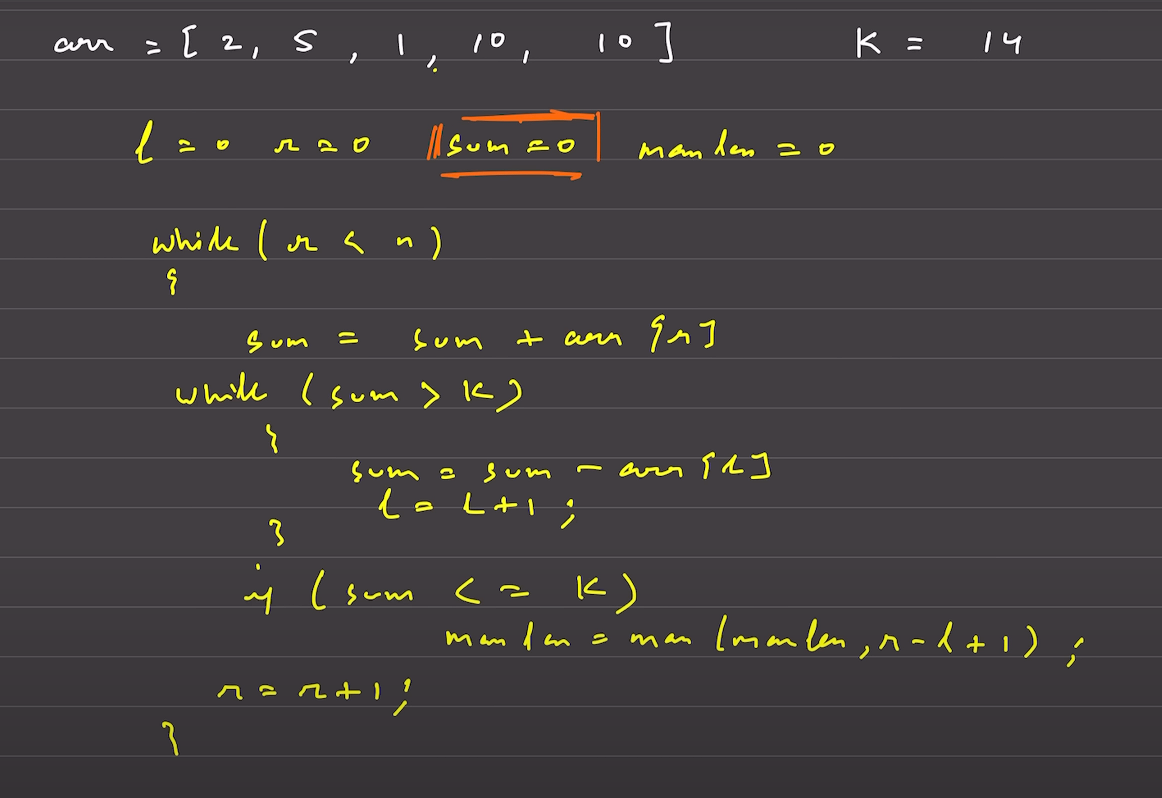 arr = [ 2, 5, 1, 10, 10 ] K = 14
l = 0 r = 0 sum = 0 maxlen = 0
while ( r < n )
{
sum = sum + arr [r]
while ( sum > K )
{
sum = sum - arr [l]
l = L+1 ;
}
if ( sum <= K )
maxlen = max (maxlen, r-l+1) ;
r = r+1 ;
}